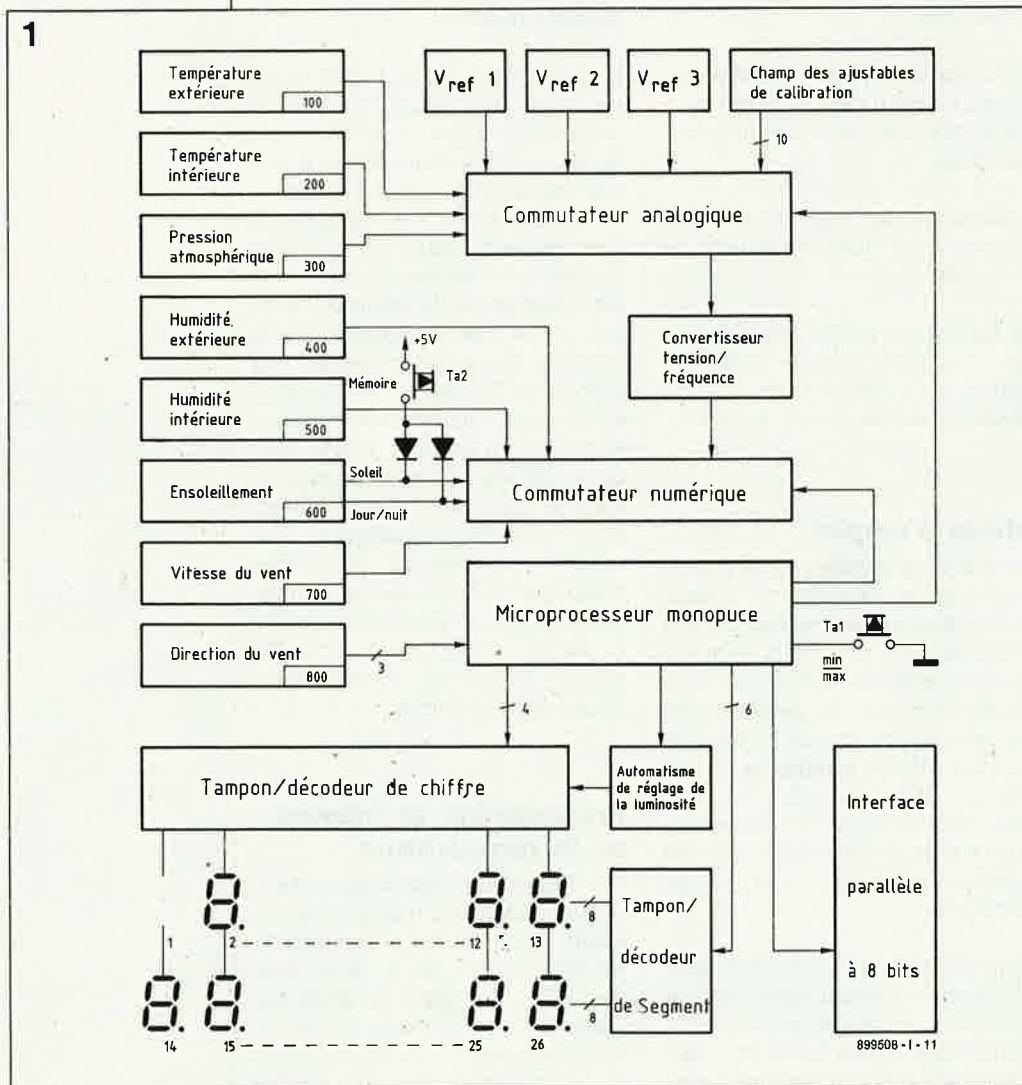 1
Température
extérieure
100
Température
intérieure
200
Pression
atmosphérique
300
Humidité
extérieure
400
Humidité
intérieure
500
Ensoleillement
600
Vitesse du vent
700
Direction du vent
800
Vref 1
Vref 2
Vref 3
Champ des ajustables
de calibration
10
Commutateur analogique
Convertisseur
tension/
fréquence
+5V
Mémoire
Ta2
Soleil
Jour/nuit
Commutateur numérique
Microprocesseur monopuce
3
Ta1
min
max
4
6
Tampon/décodeur de chiffre
Automatisme
de réglage de
la luminosité
Interface
parallèle
à 8 bits
1
2
12
13
8
Tampon/
décodeur
de Segment
8
14
15
25
26
899508 - I - 11